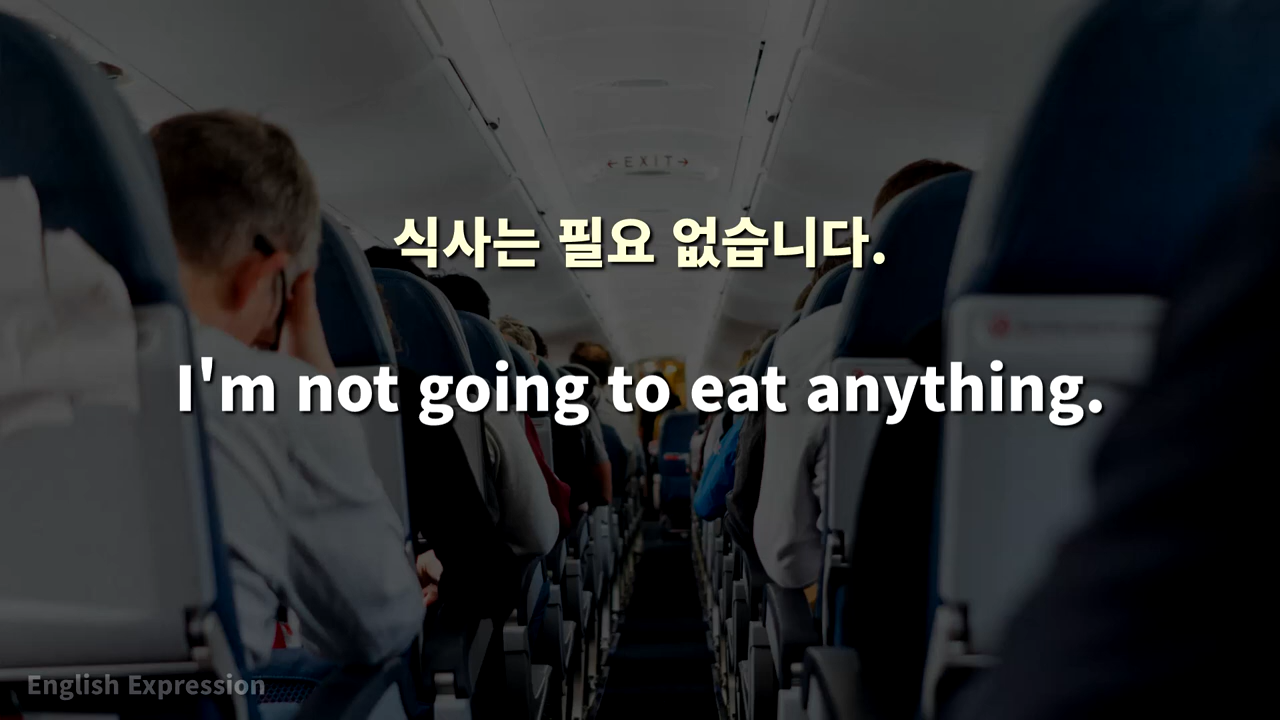 ←EXIT→
식사는 필요 없습니다.
I'm not going to eat anything.
English Expression